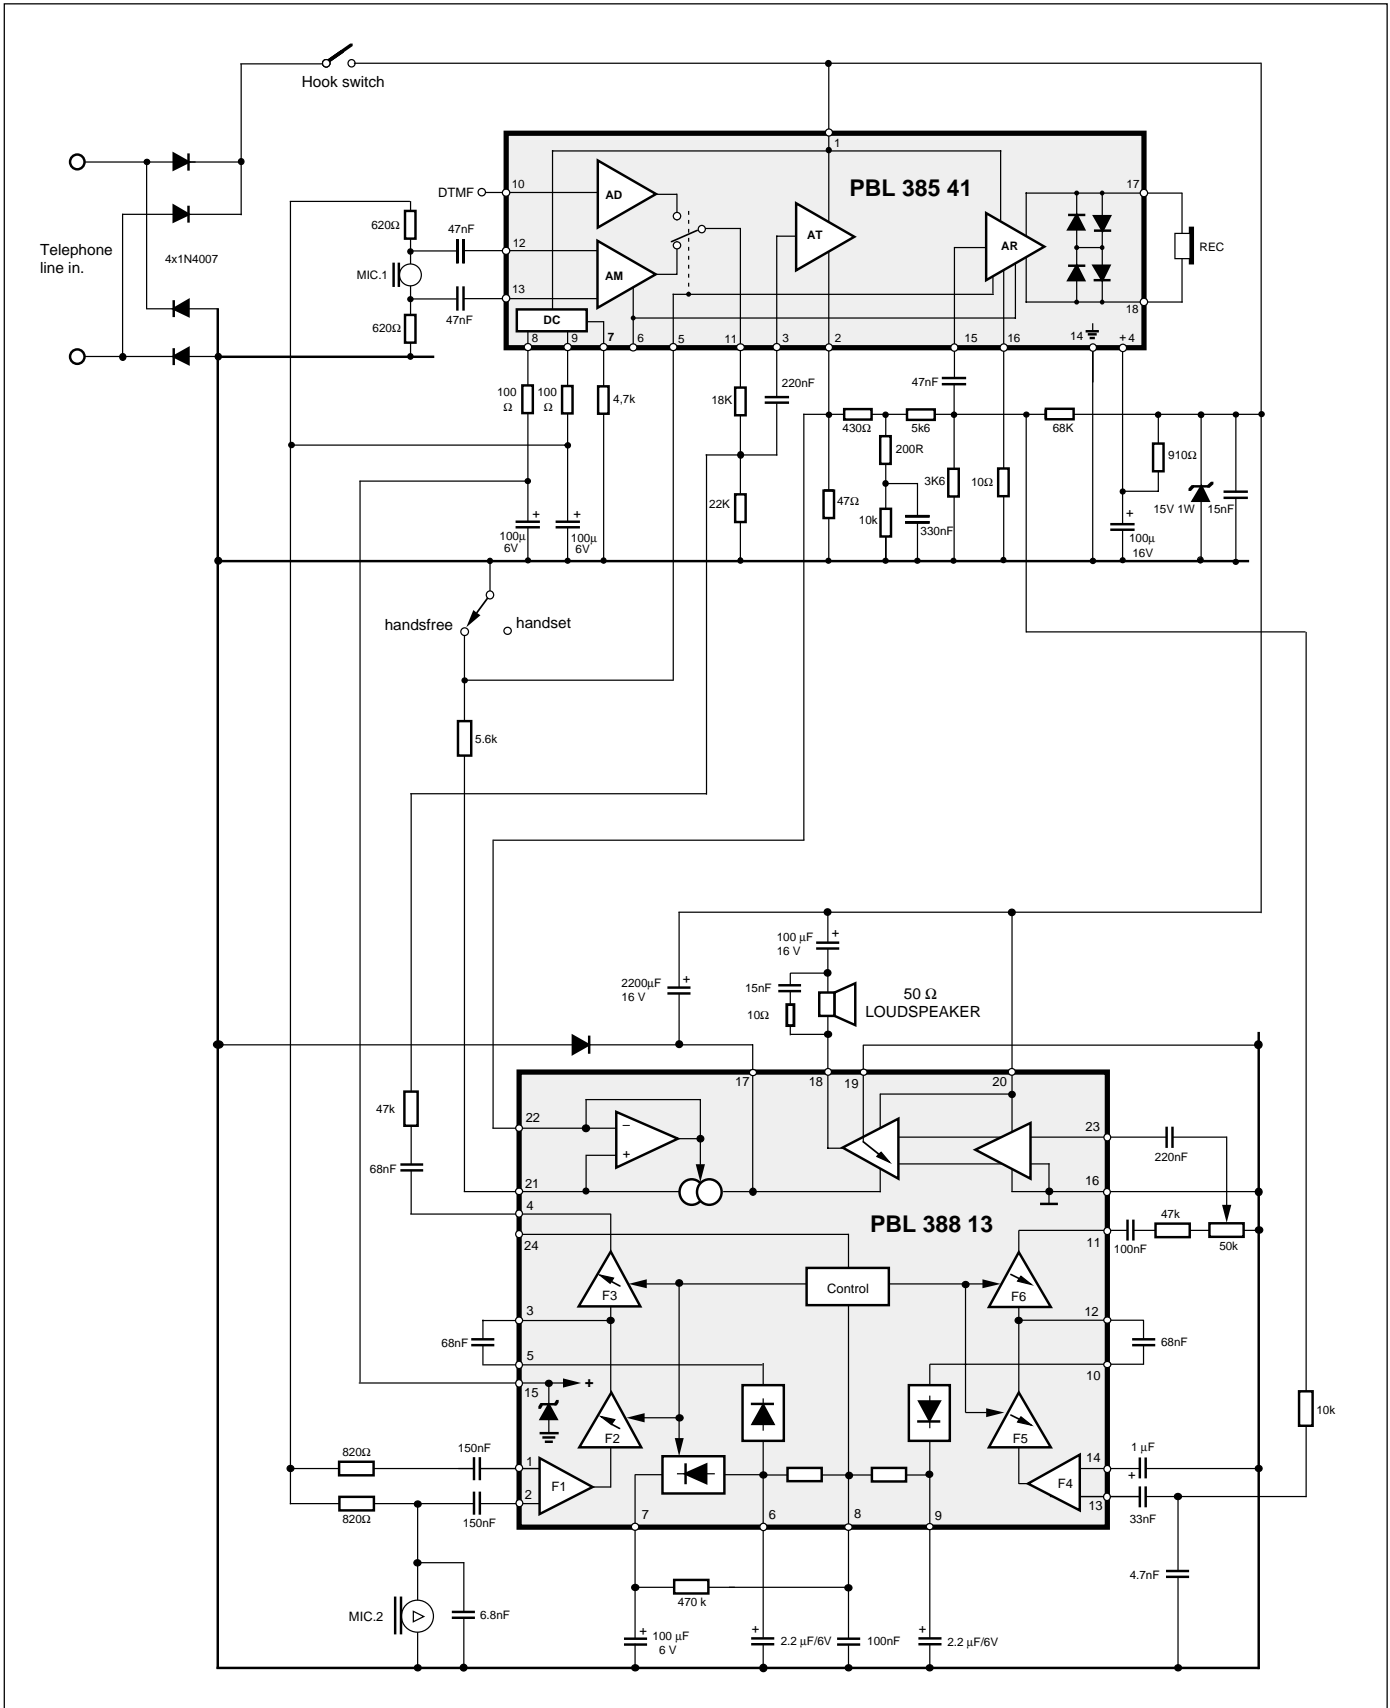 Hook switch
Telephone
line in.
4x1N4007
PBL 385 41
1
DTMF
10
AD
17
620Ω
47nF
12
AT
AR
REC
MIC.1
AM
13
18
620Ω
47nF
DC
8
9
7
6
5
11
3
2
15
16
14
+4
100
Ω
100
Ω
4,7k
18K
220nF
47nF
430Ω
5k6
68K
200R
910Ω
22K
47Ω
3K6
10Ω
10k
330nF
15V 1W
15nF
+
100µ
6V
+
100µ
6V
+
100µ
16V
handsfree
handset
5.6k
100 µF
16 V
+
2200µF
16 V
+
15nF
10Ω
50 Ω
LOUDSPEAKER
17
18
19
20
47k
22
–
+
23
220nF
68nF
21
16
4
PBL 388 13
47k
24
11
100nF
50k
F3
Control
F6
3
12
68nF
68nF
5
10
15
+
F2
F5
10k
820Ω
150nF
1
F1
F4
14
1 µF
+
2
13
820Ω
150nF
33nF
7
6
8
9
4.7nF
470 k
MIC.2
6.8nF
+
100 µF
6 V
+
2.2 µF/6V
100nF
+
2.2 µF/6V